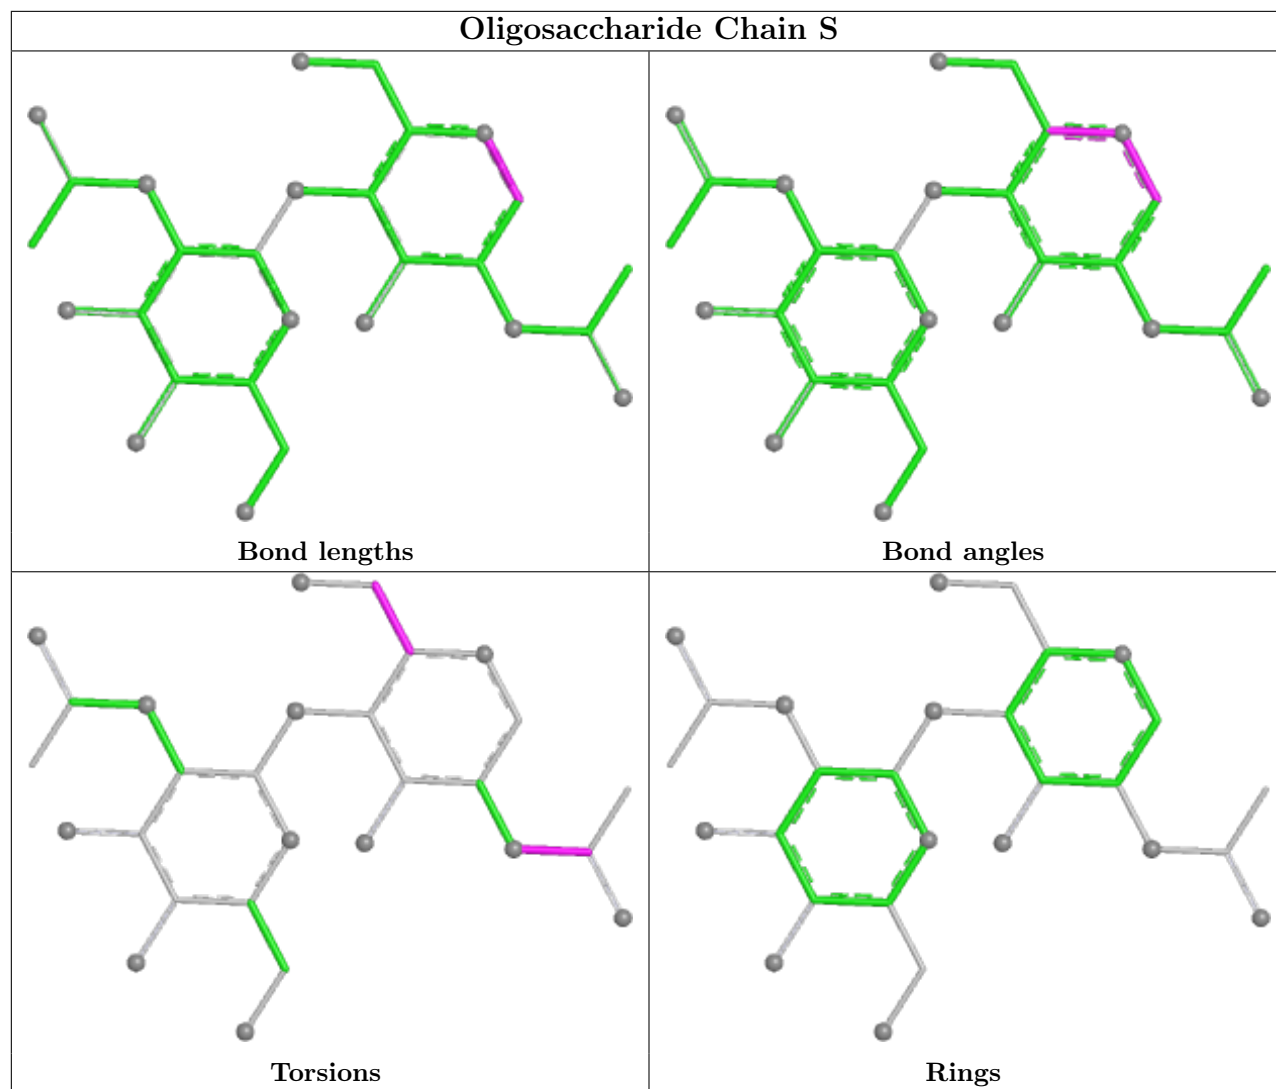 Oligosaccharide Chain S
Bond lengths
Bond angles
Torsions
Rings